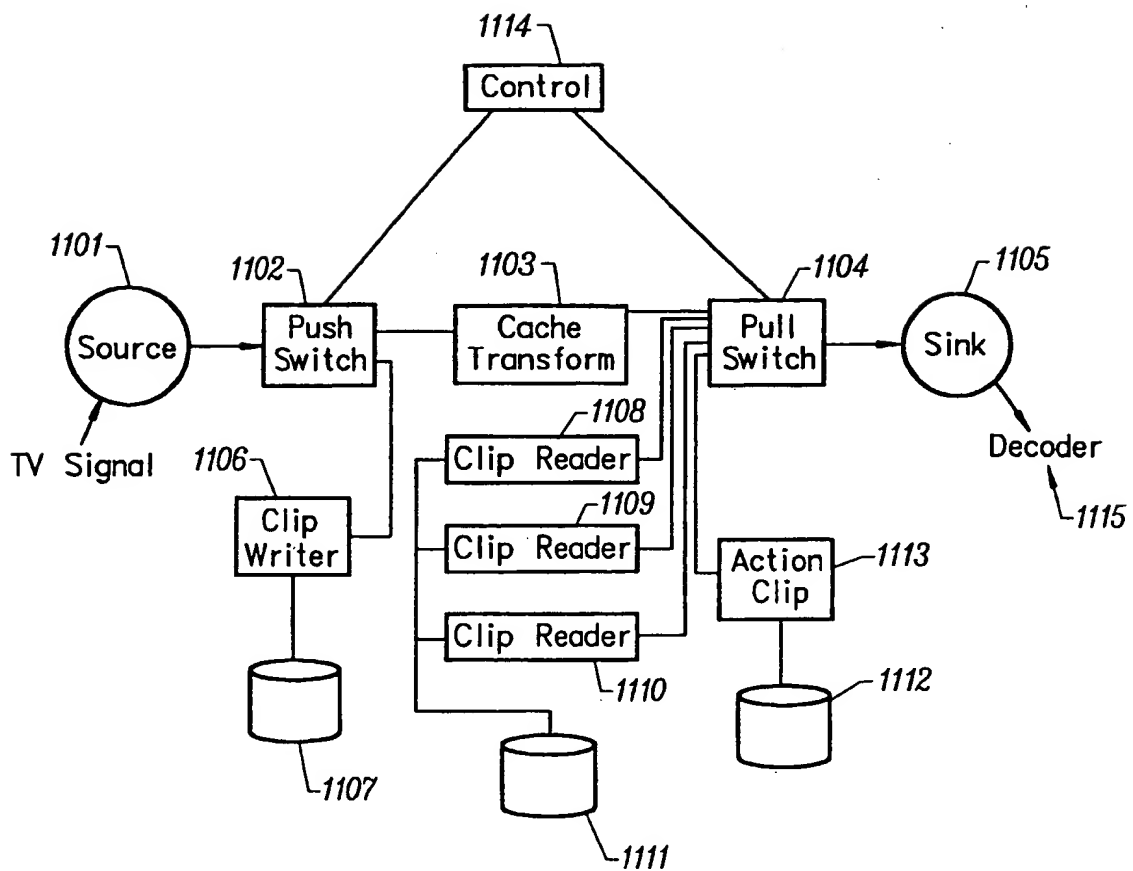 1114
Control
1101
1102
1103
1104
1105
Source
Push
Switch
Cache
Transform
Pull
Switch
Sink
TV Signal
1106
1108
Clip Reader
Decoder
1109
1115
Clip
Writer
Clip Reader
Action
Clip
1113
Clip Reader
1110
1112
1107
1111